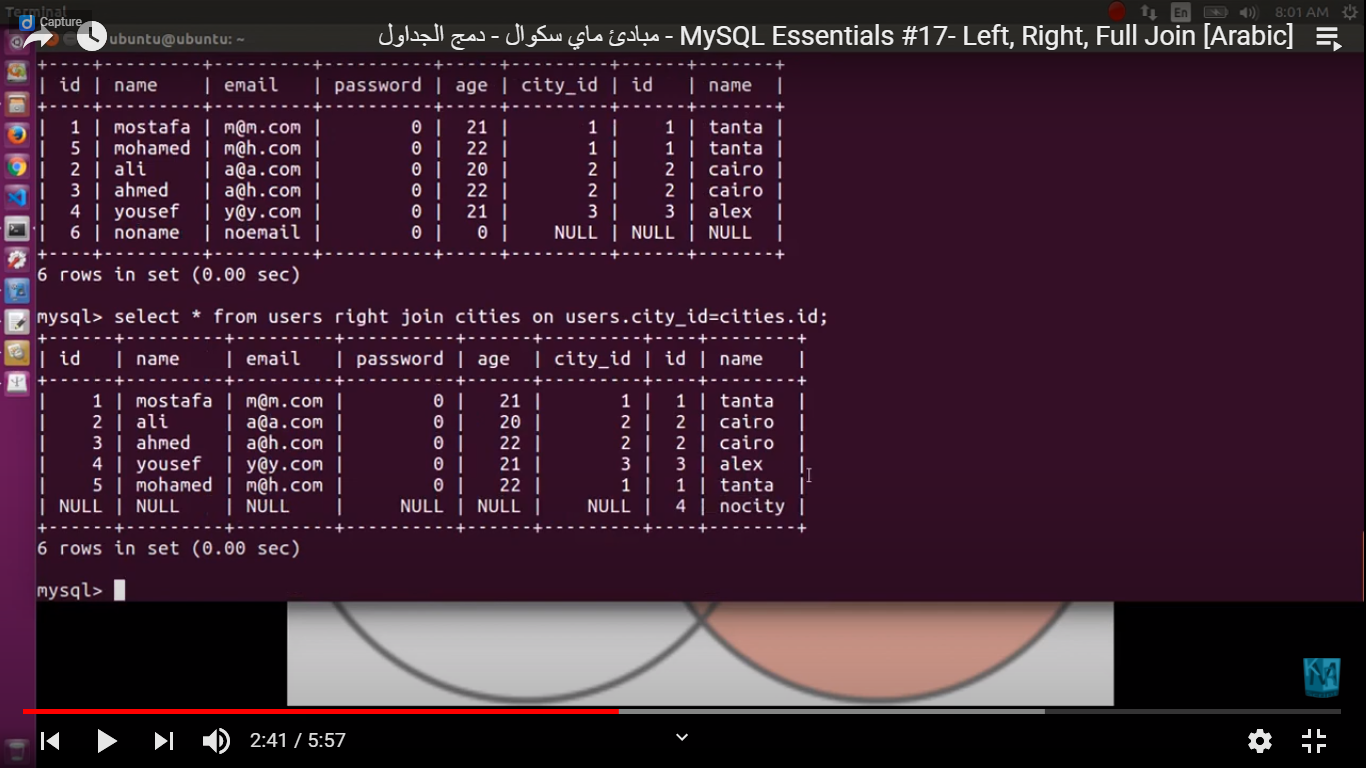 Terminal
Capture
En
8:01 AM
ubuntu@ubuntu: ~
مبادئ ماي سكوال - دمج الجداول - MySQL Essentials #17- Left, Right, Full Join [Arabic]
+----+---------+----------+----------+-----+---------+------+-------+
| id | name | email | password | age | city_id | id | name |
+----+---------+----------+----------+-----+---------+------+-------+
| 1 | mostafa | m@m.com | 0 | 21 | 1 | 1 | tanta |
| 5 | mohamed | m@h.com | 0 | 22 | 1 | 1 | tanta |
| 2 | ali | a@a.com | 0 | 20 | 2 | 2 | cairo |
| 3 | ahmed | a@h.com | 0 | 22 | 2 | 2 | cairo |
| 4 | yousef | y@y.com | 0 | 21 | 3 | 3 | alex |
| 6 | noname | noemail | 0 | 0 | NULL | NULL | NULL |
+----+---------+----------+----------+-----+---------+------+-------+
6 rows in set (0.00 sec)
mysql> select * from users right join cities on users.city_id=cities.id;
+------+---------+---------+----------+------+---------+----+--------+
| id | name | email | password | age | city_id | id | name |
+------+---------+---------+----------+------+---------+----+--------+
| 1 | mostafa | m@m.com | 0 | 21 | 1 | 1 | tanta |
| 2 | ali | a@a.com | 0 | 20 | 2 | 2 | cairo |
| 3 | ahmed | a@h.com | 0 | 22 | 2 | 2 | cairo |
| 4 | yousef | y@y.com | 0 | 21 | 3 | 3 | alex |
| 5 | mohamed | m@h.com | 0 | 22 | 1 | 1 | tanta |
| NULL | NULL | NULL | NULL | NULL | NULL | 4 | nocity |
+------+---------+---------+----------+------+---------+----+--------+
6 rows in set (0.00 sec)
mysql>
2:41 / 5:57